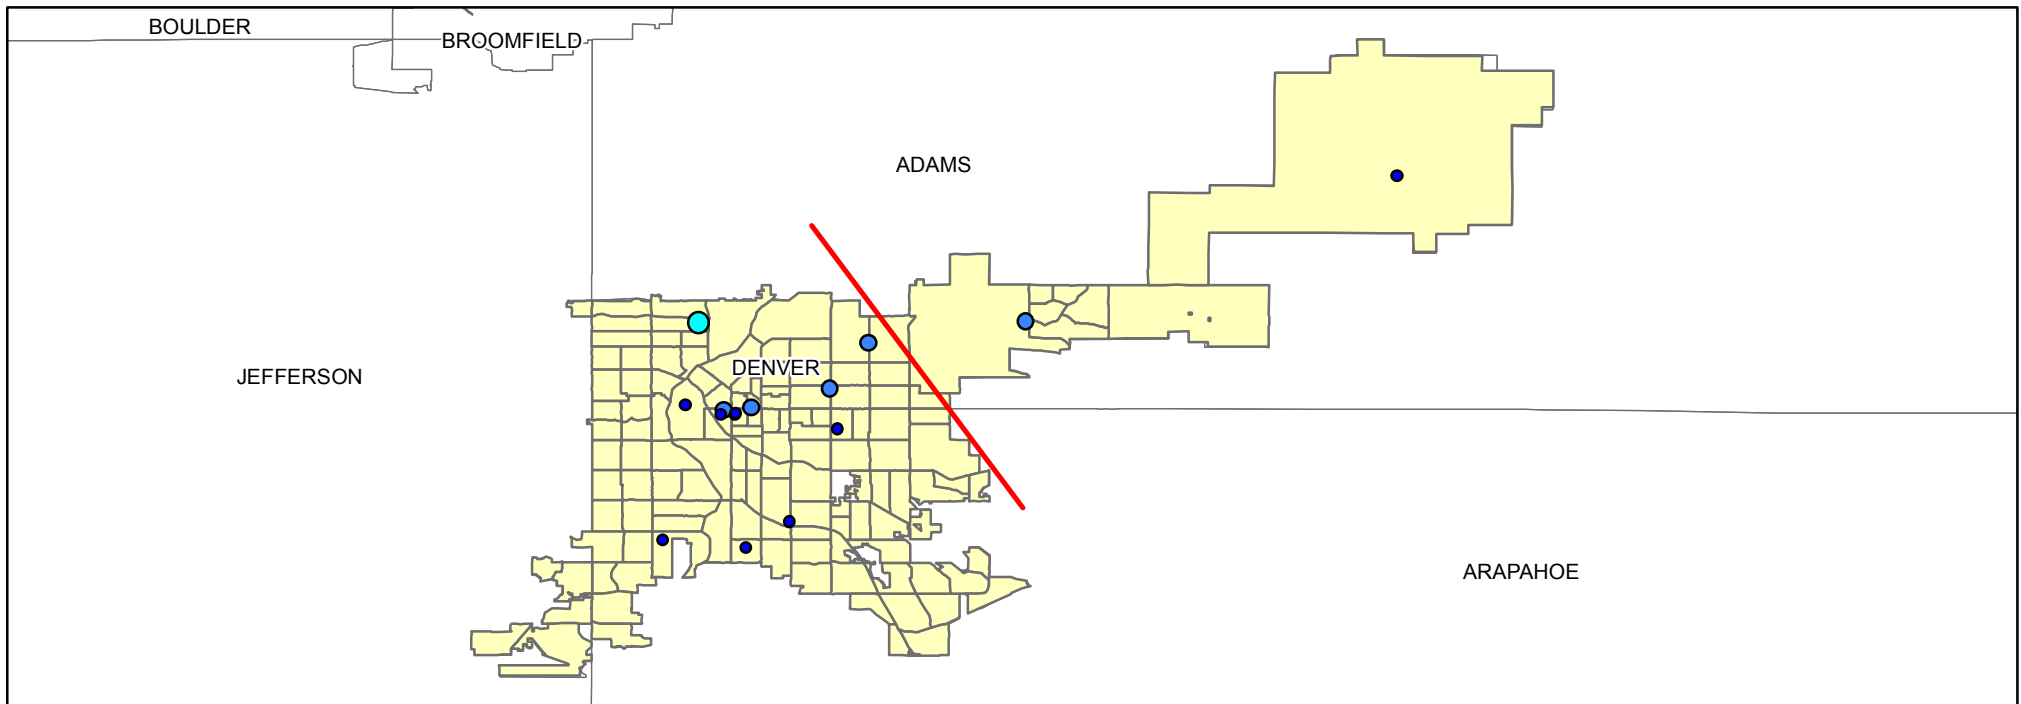 BOULDER
BROOMFIELD
ADAMS
DENVER
JEFFERSON
ARAPAHOE